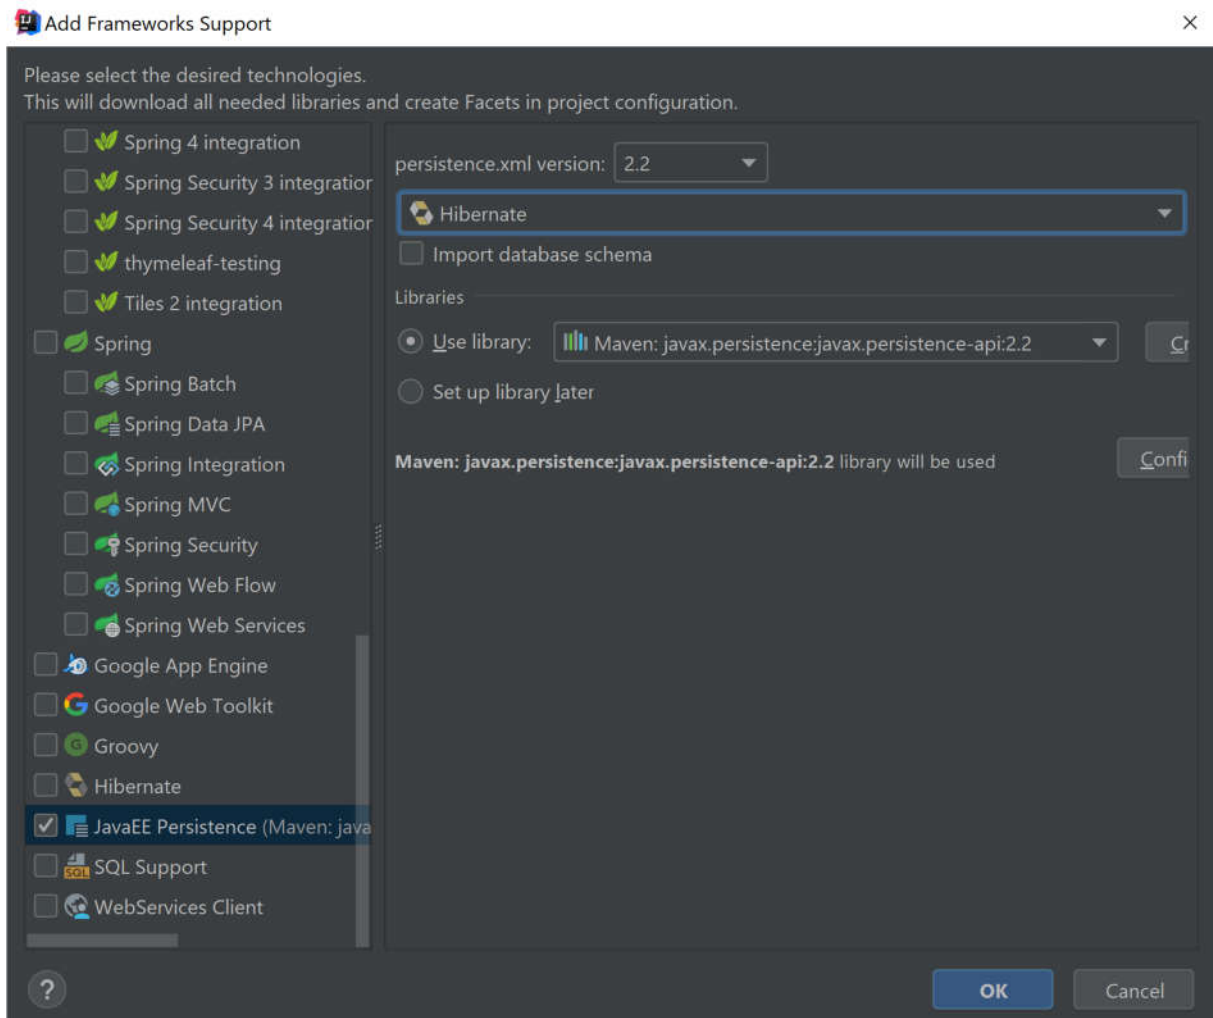 Add Frameworks Support
Please select the desired technologies.
This will download all needed libraries and create Facets in project configuration.
Spring 4 integration
Spring Security 3 integration
Spring Security 4 integration
thymeleaf-testing
Tiles 2 integration
Spring
Spring Batch
Spring Data JPA
Spring Integration
Spring MVC
Spring Security
Spring Web Flow
Spring Web Services
Google App Engine
Google Web Toolkit
Groovy
Hibernate
JavaEE Persistence (Maven: java
SQL Support
WebServices Client
persistence.xml version: 2.2
Hibernate
Import database schema
Libraries
Use library: Maven: javax.persistence:javax.persistence-api:2.2 Cr
Set up library later
Maven: javax.persistence:javax.persistence-api:2.2 library will be used Confi
? OK Cancel